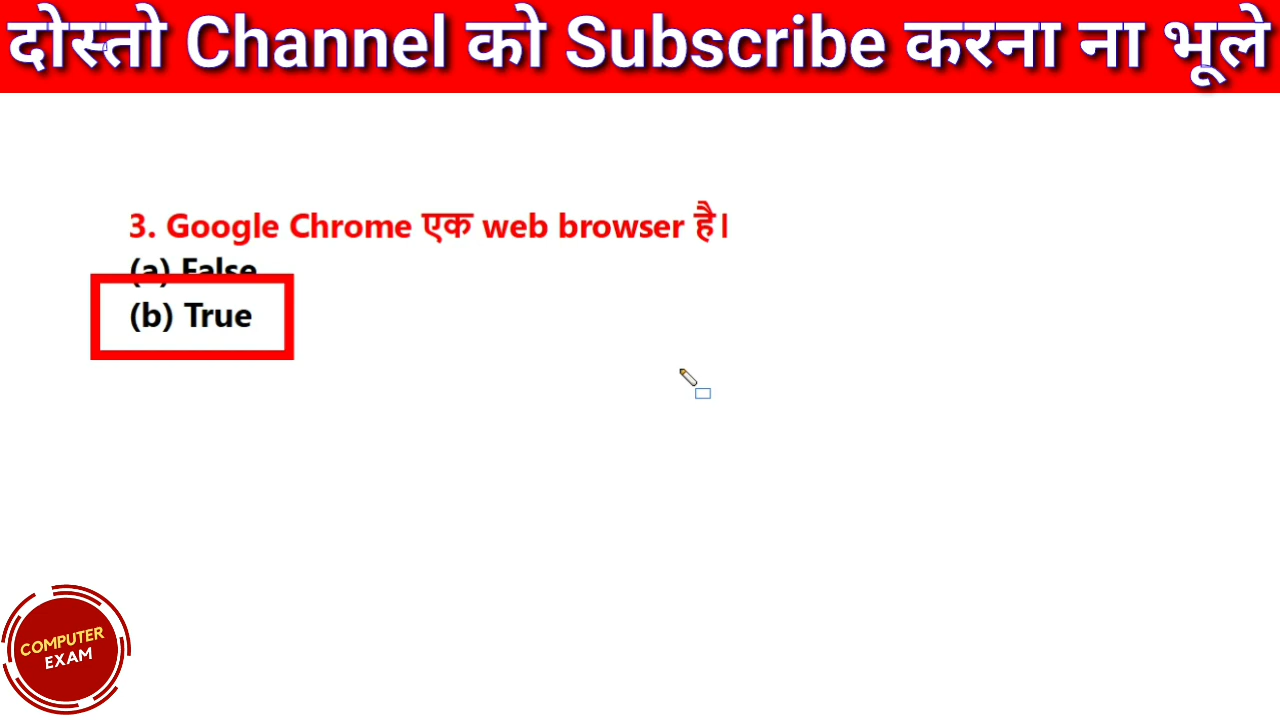 दोस्तो Channel को Subscribe करना ना भूले
3. Google Chrome एक web browser है।
(a) False
(b) True
COMPUTER
EXAM